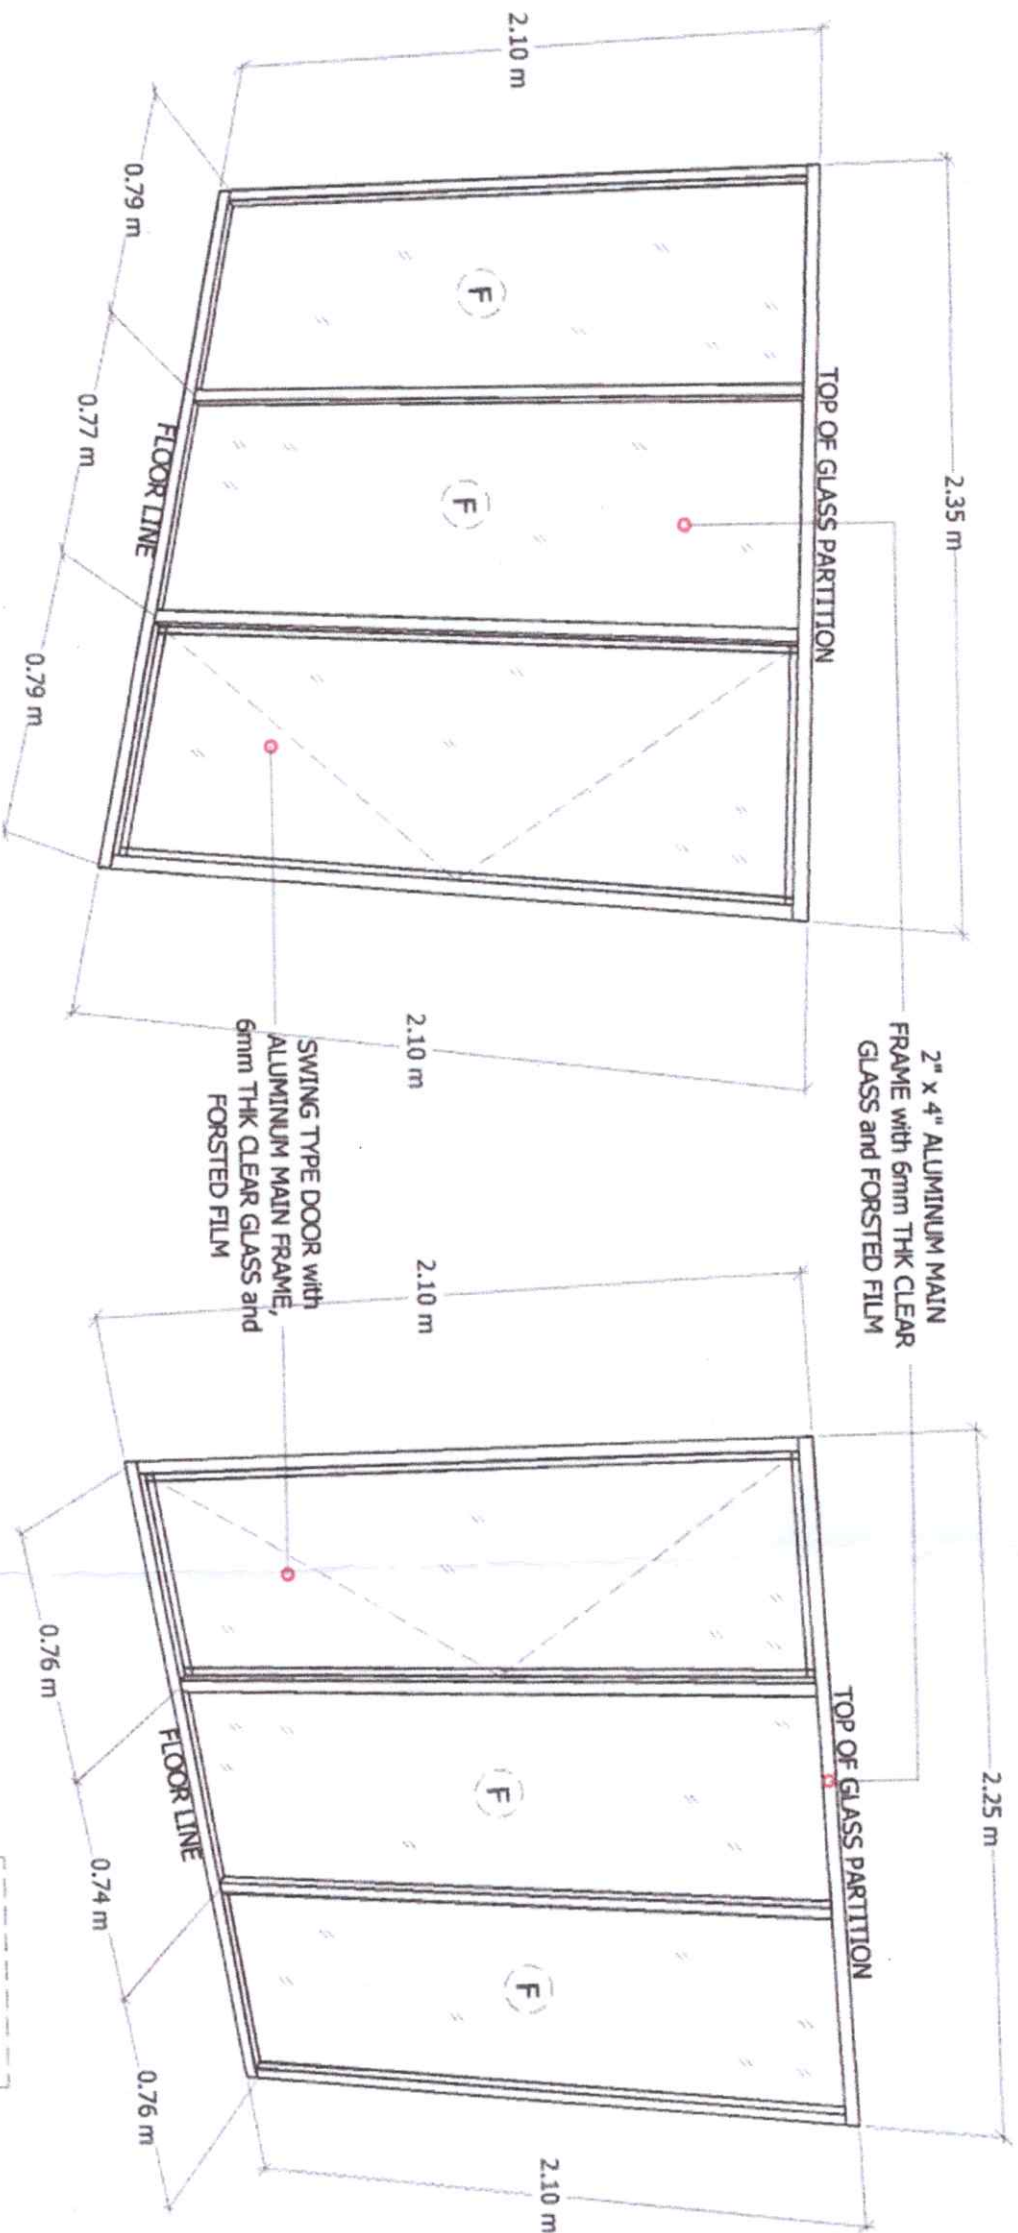 2.35 m
TOP OF GLASS PARTITION
2.10 m
F
F
2.10 m
0.79 m
0.77 m
0.79 m
FLOOR LINE
2" x 4" ALUMINUM MAIN
FRAME with 6mm THK CLEAR
GLASS and FORSTED FILM
SWING TYPE DOOR with
ALUMINUM MAIN FRAME,
6mm THK CLEAR GLASS and
FORSTED FILM
2.25 m
TOP OF GLASS PARTITION
2.10 m
F
F
2.10 m
FLOOR LINE
0.76 m
0.74 m
0.76 m